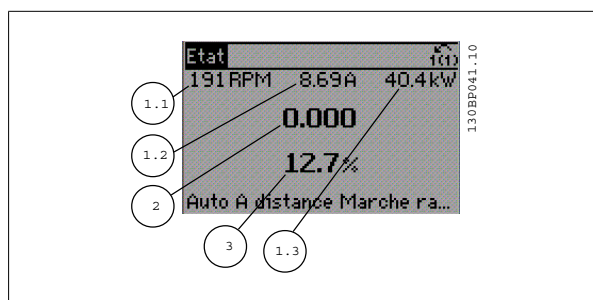 Etat 1(1)
191 RPM 8.69A 40.4kW
0.000
12.7%
Auto A distance Marche ra...
1.1
1.2
2
3
1.3
130BP041.10